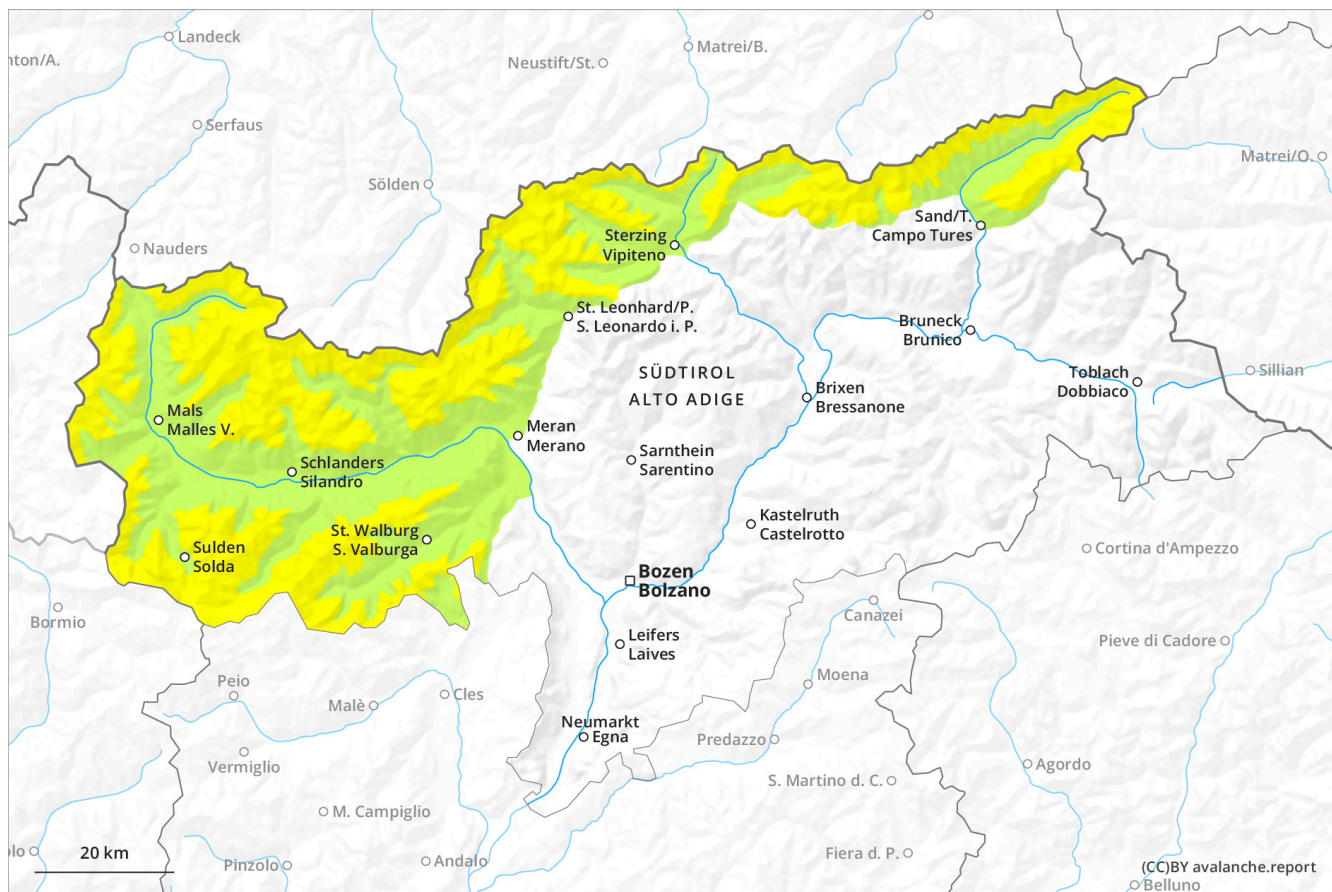 Landeck
nton/A.
Matrei/B.
Neustift/St.
Serfaus
Matrei/O.
Sölden
Sand/T.
Campo Tures
Sterzing
Vipiteno
Nauders
St. Leonhard/P.
S. Leonardo i. P.
Bruneck
Brunico
SÜDTIROL
ALTO ADIGE
Toblach
Dobbiaco
Sillian
Brixen
Bressanone
Mals
Malles V.
Meran
Merano
Sarnthein
Sarentino
Schlanders
Silandro
Kastelruth
Castelrotto
St. Walburg
S. Valburga
Sulden
Solda
Cortina d'Ampezzo
Bozen
Bolzano
Bormio
Canazei
Leifers
Laives
Pieve di Cadore
Moena
Peio
Malè
Cles
Neumarkt
Egna
Predazzo
Vermiglio
Agordo
S. Martino d. C.
M. Campiglio
olo
20 km
Pinzolo
Andalo
Fiera d. P.
(CC)BY avalanche.report
Belluno